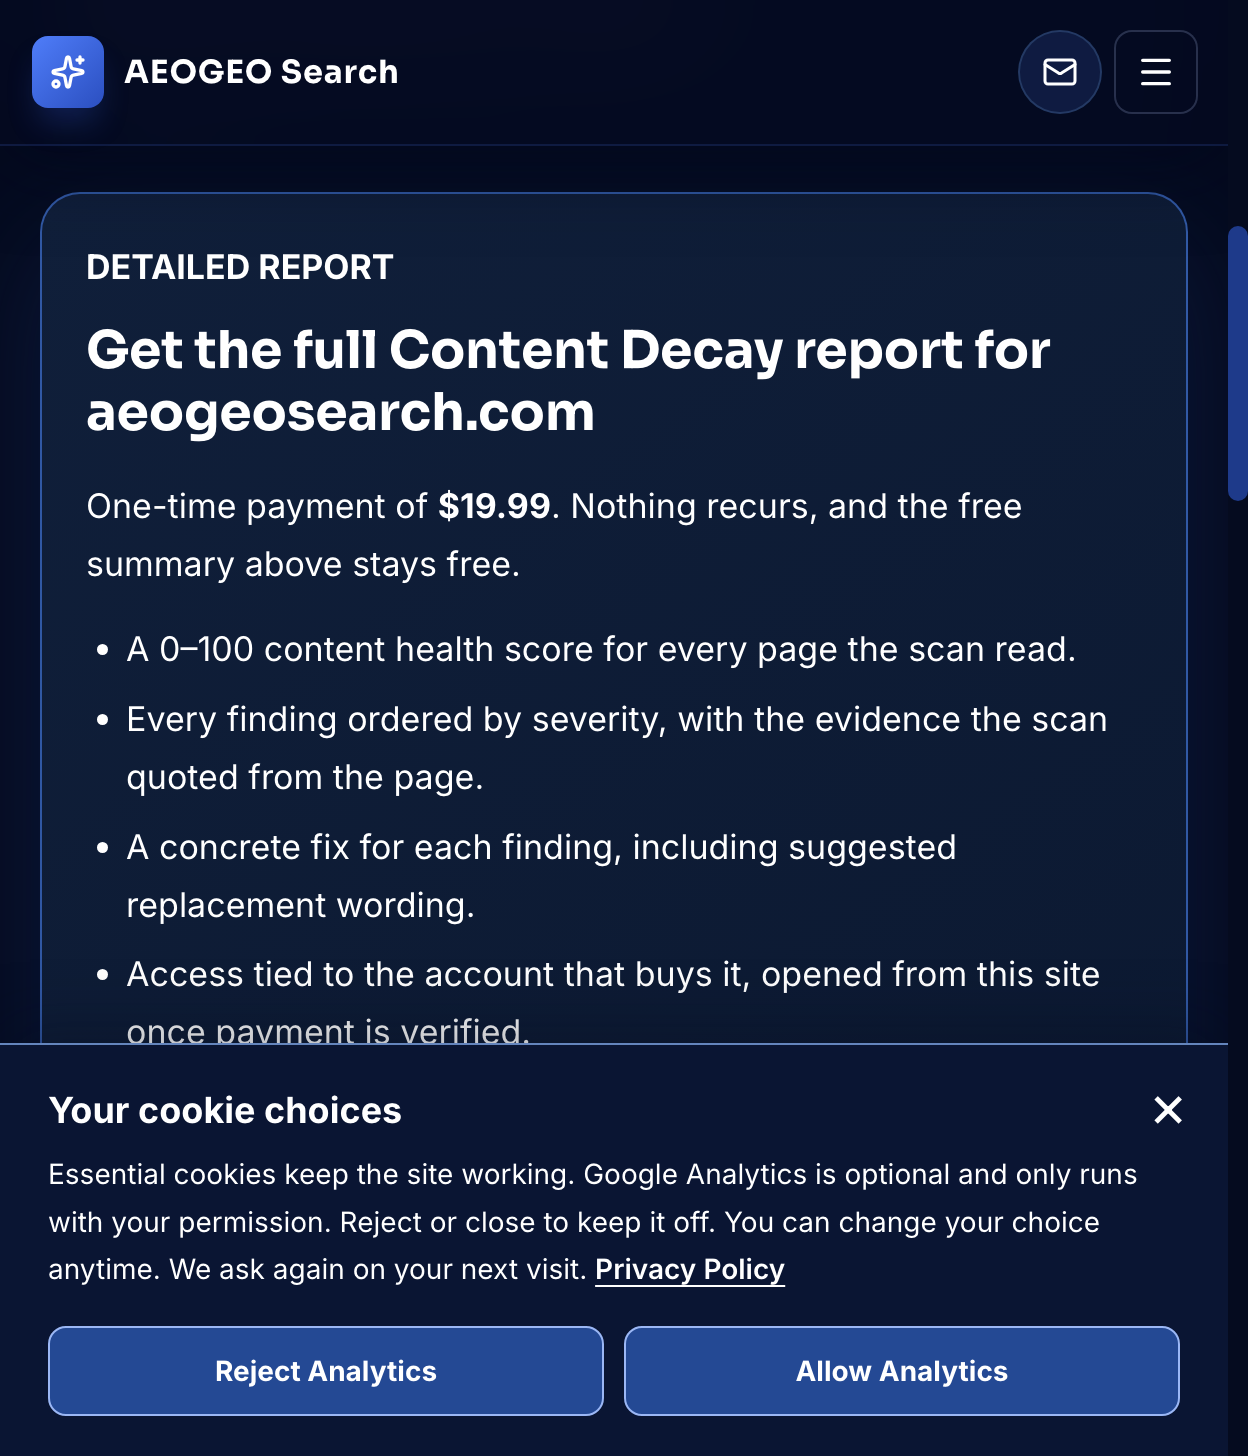 AEOGEO Search
DETAILED REPORT
Get the full Content Decay report for
aeogeosearch.com
One-time payment of $19.99. Nothing recurs, and the free
summary above stays free.
• A 0–100 content health score for every page the scan read.
• Every finding ordered by severity, with the evidence the scan
quoted from the page.
• A concrete fix for each finding, including suggested
replacement wording.
• Access tied to the account that buys it, opened from this site
once payment is verified.
Your cookie choices
Essential cookies keep the site working. Google Analytics is optional and only runs
with your permission. Reject or close to keep it off. You can change your choice
anytime. We ask again on your next visit. Privacy Policy
Reject Analytics
Allow Analytics